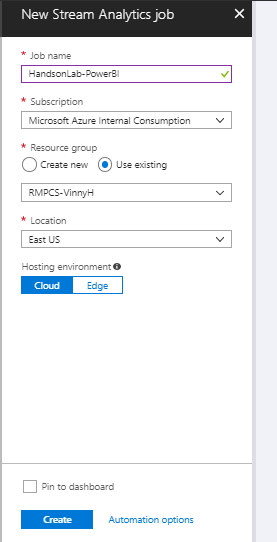 New Stream Analytics job
* Job name
HandsonLab-PowerBI
* Subscription
Microsoft Azure Internal Consumption
* Resource group
Create new Use existing
RMPCS-VinnyH
* Location
East US
Hosting environment
Cloud Edge
Pin to dashboard
Create Automation options